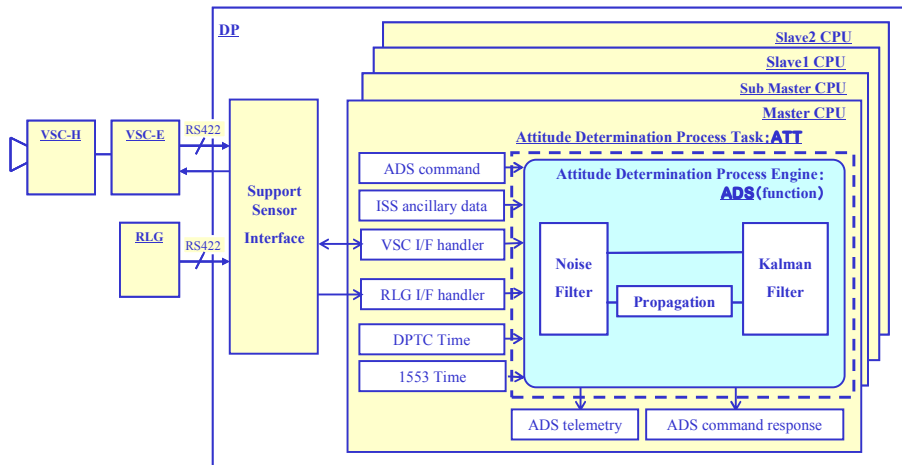 DP
Slave2 CPU
Slave1 CPU
Sub Master CPU
Master CPU
VSC-H
VSC-E
RS422
RLG
RS422
Support
Sensor
Interface
Attitude Determination Process Task:ATT
ADS command
ISS ancillary data
VSC I/F handler
RLG I/F handler
DPTC Time
1553 Time
Attitude Determination Process Engine:
ADS(function)
Noise
Filter
Propagation
Kalman
Filter
ADS telemetry
ADS command response